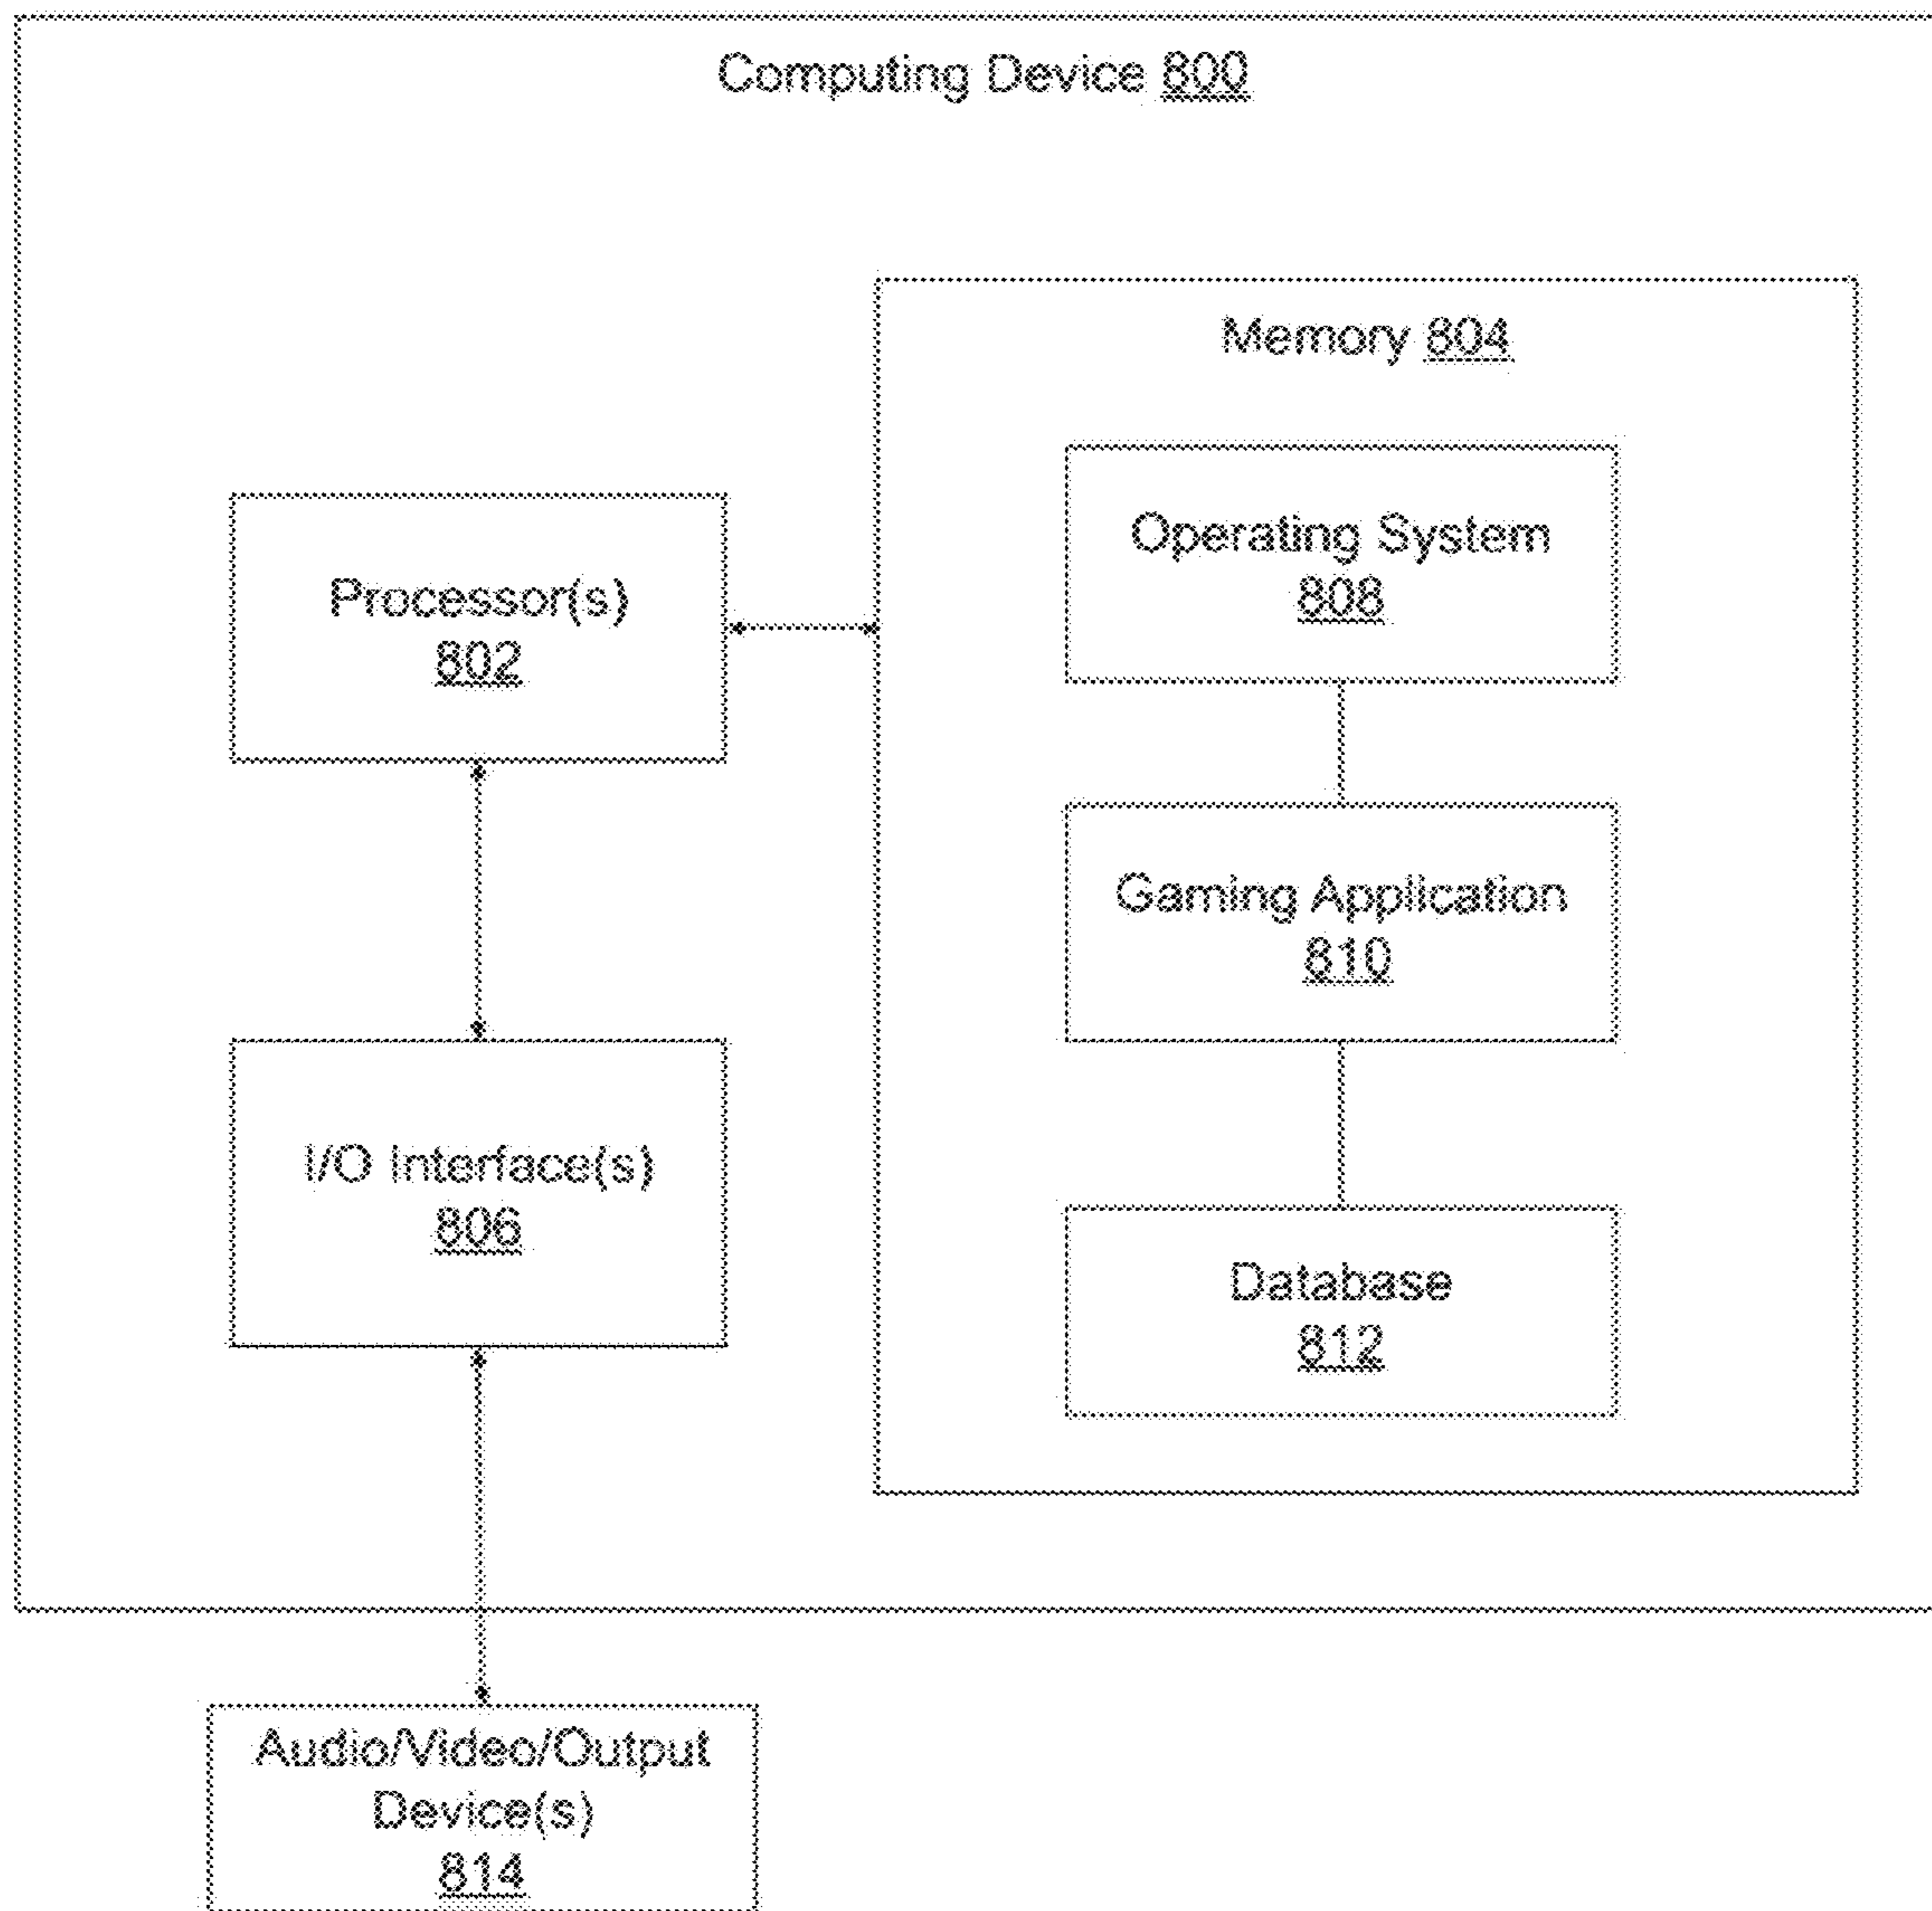 Computing Device 800
Memory 804
Operating System
808
Processor(s)
802
Gaming Application
810
I/O Interface(s)
806
Database
812
Audio/Video/Output
Device(s)
814